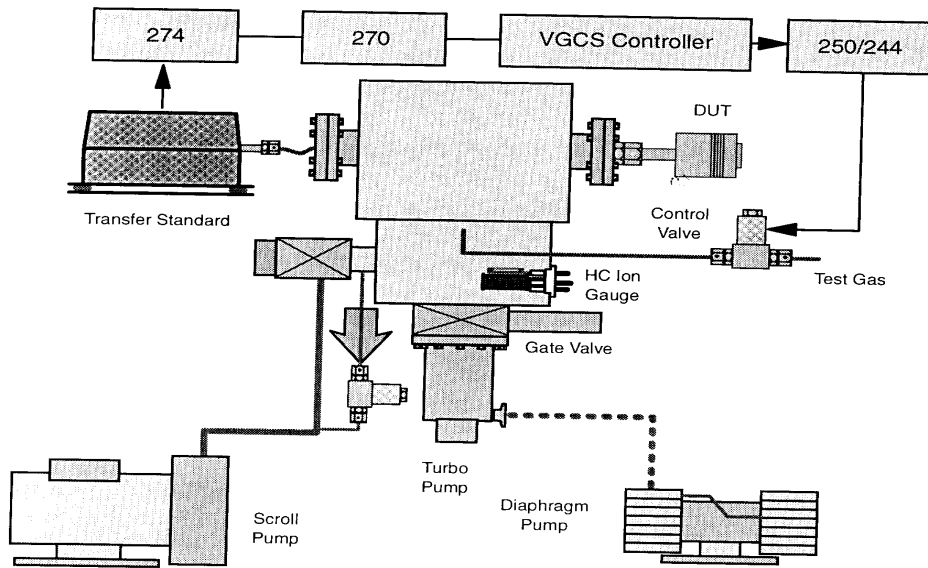 274
270
VGCS Controller
250/244
DUT
Transfer Standard
Control
Valve
HC Ion
Gauge
Test Gas
Gate Valve
Turbo
Pump
Diaphragm
Pump
Scroll
Pump